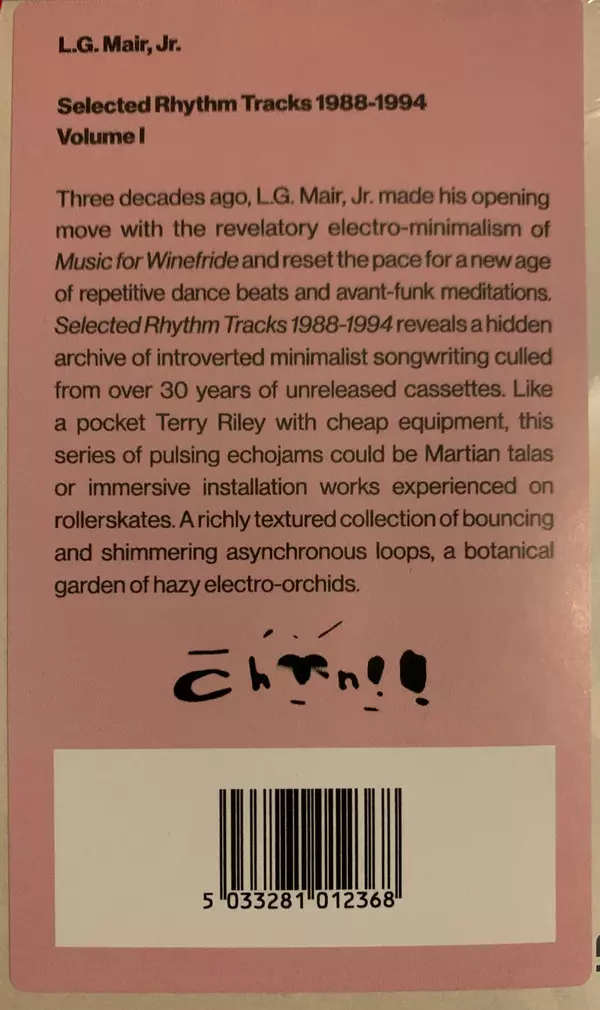 L.G. Mair, Jr.
Selected Rhythm Tracks 1988-1994
Volume I
Three decades ago, L.G. Mair, Jr. made his opening
move with the revelatory electro-minimalism of
Music for Winefride and reset the pace for a new age
of repetitive dance beats and avant-funk meditations.
Selected Rhythm Tracks 1988-1994 reveals a hidden
archive of introverted minimalist songwriting culled
from over 30 years of unreleased cassettes. Like
a pocket Terry Riley with cheap equipment, this
series of pulsing echojams could be Martian talas
or immersive installation works experienced on
rollerskates. A richly textured collection of bouncing
and shimmering asynchronous loops, a botanical
garden of hazy electro-orchids.
5 033281 012368